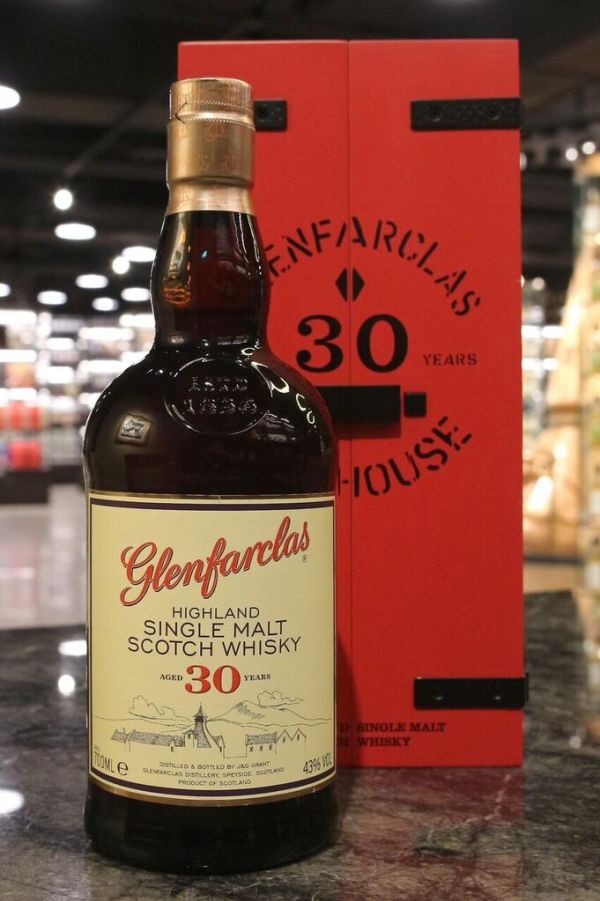 ENFARCLAS
30
YEARS
HOUSE
SINGLE MALT
WHISKY
1836
Glenfarclas
®
HIGHLAND
SINGLE MALT
SCOTCH WHISKY
AGED 30 YEARS
DISTILLED & BOTTLED BY J&G GRANT
GLENFARCLAS DISTILLERY, SPEYSIDE, SCOTLAND
PRODUCT OF SCOTLAND
700ML e
43% VOL